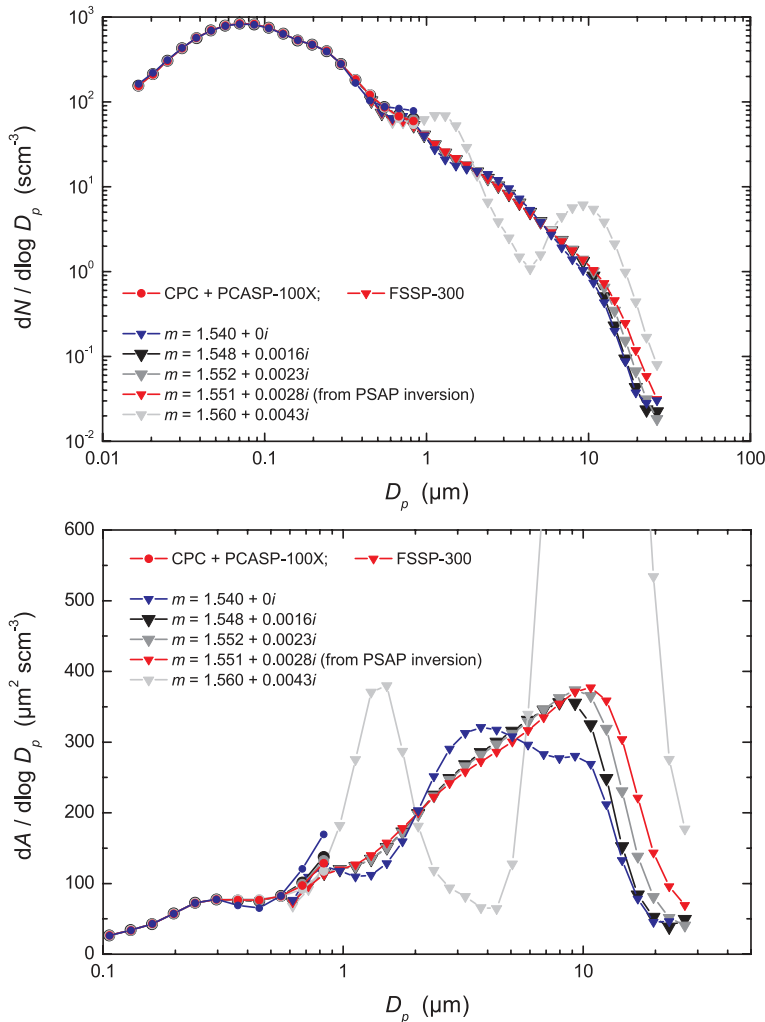 10³
10²
10¹
10⁰
10⁻¹
10⁻²
dN / dlog Dp (scm⁻³)
CPC + PCASP-100X; FSSP-300
m = 1.540 + 0i
m = 1.548 + 0.0016i
m = 1.552 + 0.0023i
m = 1.551 + 0.0028i (from PSAP inversion)
m = 1.560 + 0.0043i
0.01 0.1 1 10 100
Dp (µm)
600
500
400
300
200
100
0
dA / dlog Dp (µm² scm⁻³)
CPC + PCASP-100X; FSSP-300
m = 1.540 + 0i
m = 1.548 + 0.0016i
m = 1.552 + 0.0023i
m = 1.551 + 0.0028i (from PSAP inversion)
m = 1.560 + 0.0043i
0.1 1 10
Dp (µm)